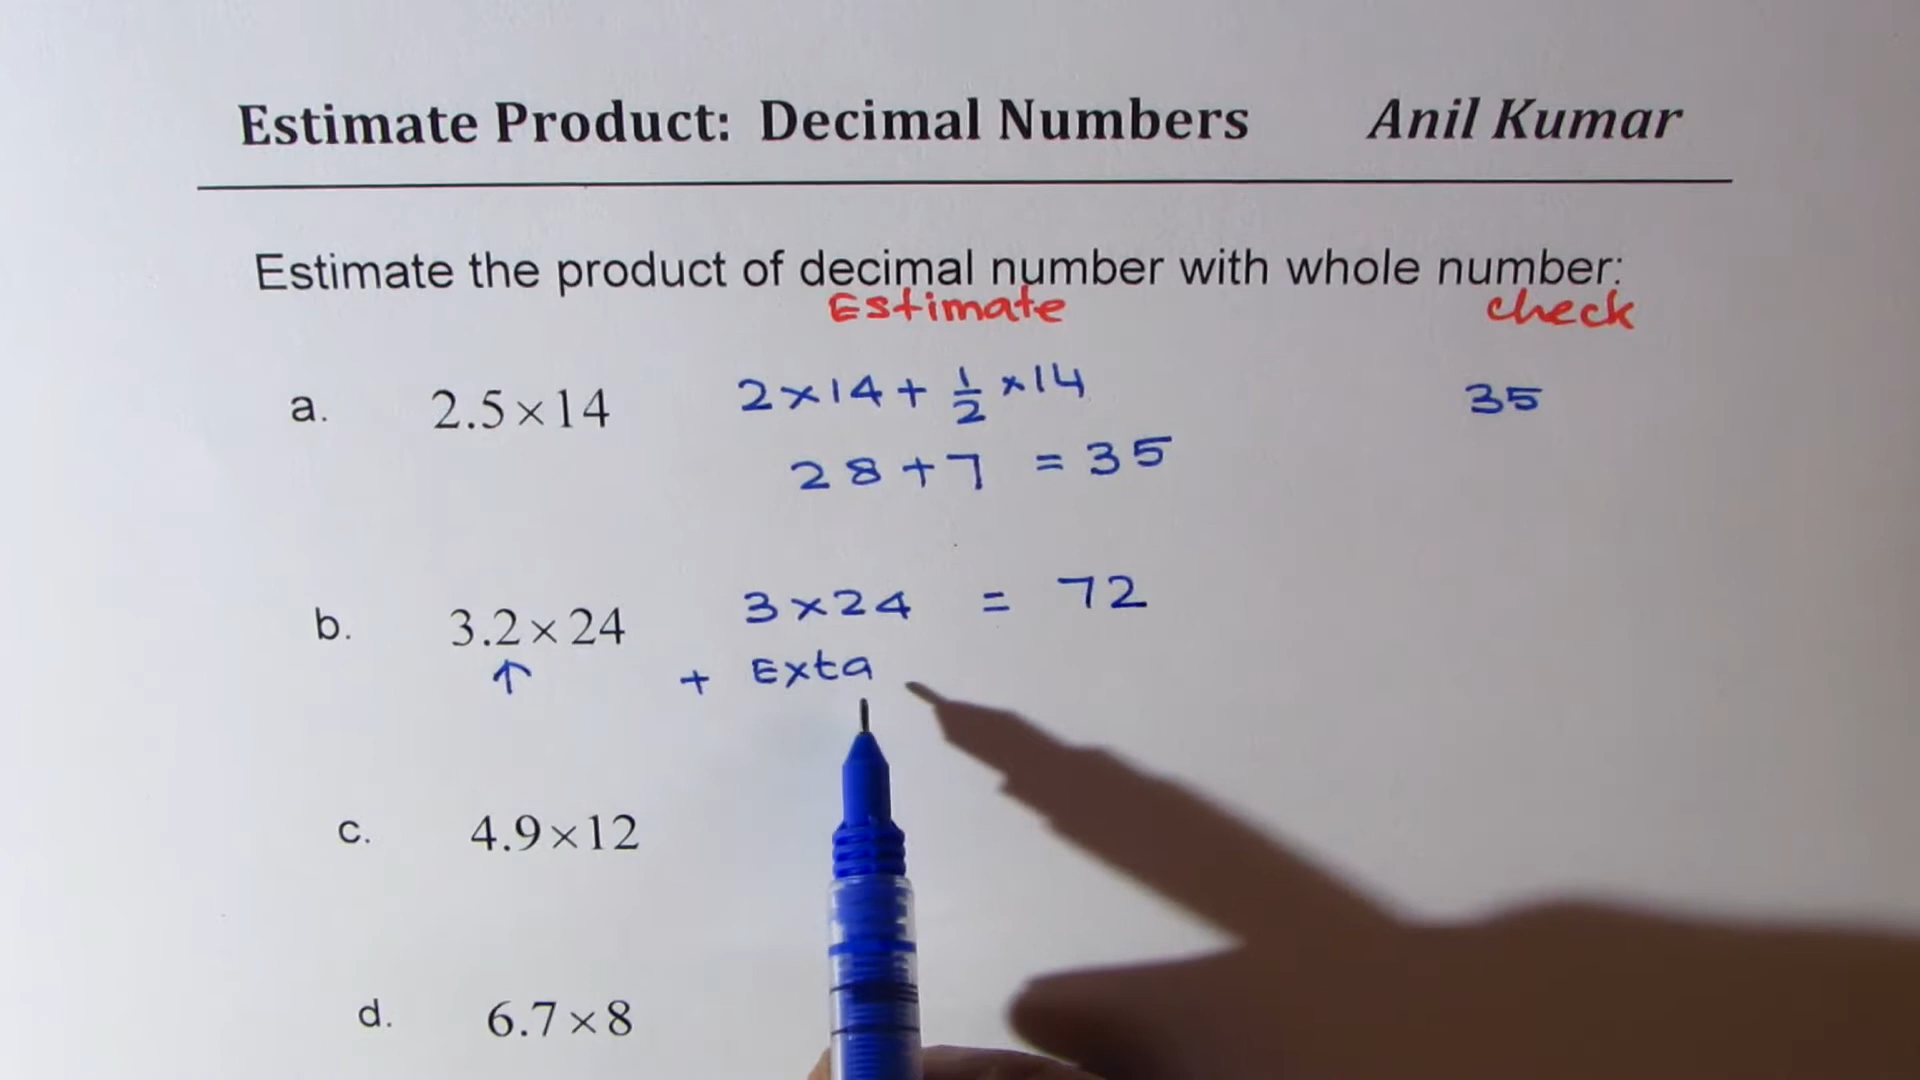 Estimate Product: Decimal Numbers Anil Kumar
Estimate the product of decimal number with whole number:
Estimate check
a. 2.5×14 2×14+ 1/2 ×14 35
28+7 = 35
b. 3.2×24 3×24 = 72
↑ + Exta
c. 4.9×12
d. 6.7×8